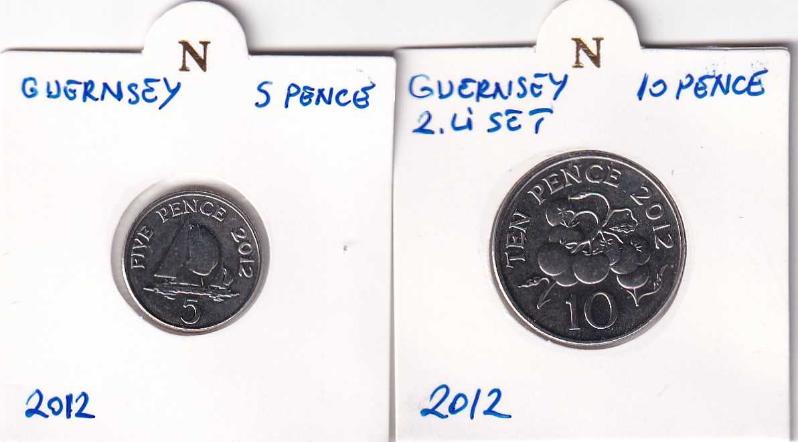 N
GUERNSEY 5 PENCE
FIVE PENCE 2012
5
2012
N
GUERNSEY 10 PENCE
2.Lİ SET
TEN PENCE 2012
10
2012